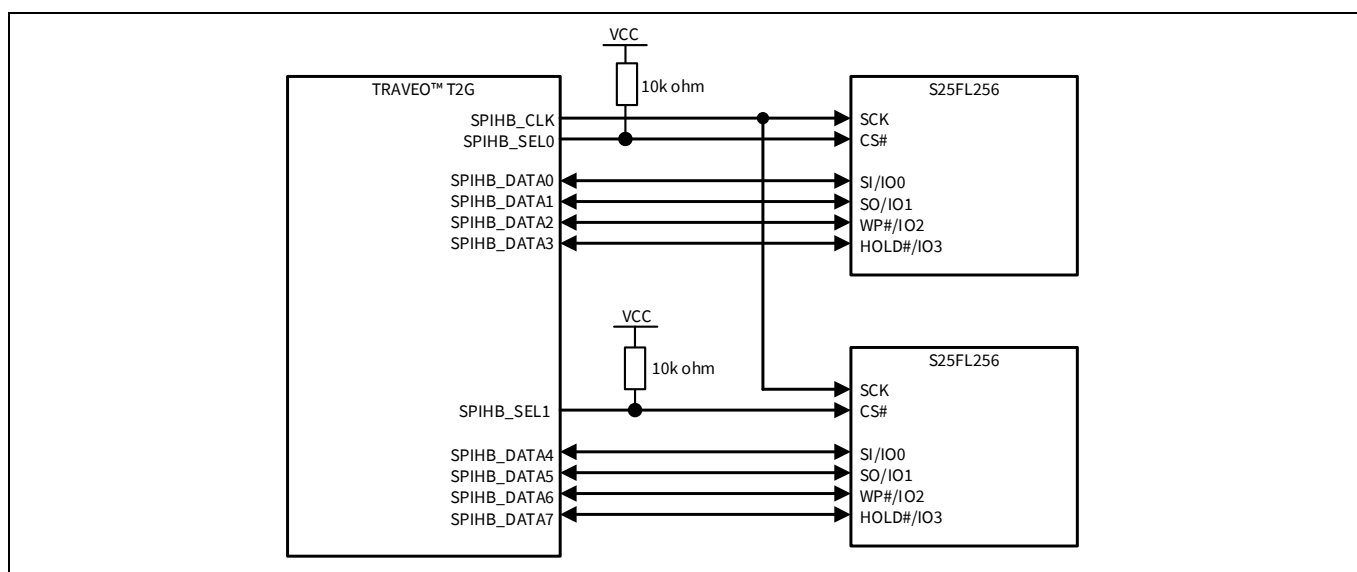 VCC
10k ohm
TRAVEO™ T2G
SPIHB_CLK
SPIHB_SEL0
SPIHB_DATA0
SPIHB_DATA1
SPIHB_DATA2
SPIHB_DATA3
S25FL256
SCK
CS#
SI/IO0
SO/IO1
WP#/IO2
HOLD#/IO3
VCC
10k ohm
SPIHB_SEL1
SPIHB_DATA4
SPIHB_DATA5
SPIHB_DATA6
SPIHB_DATA7
S25FL256
SCK
CS#
SI/IO0
SO/IO1
WP#/IO2
HOLD#/IO3